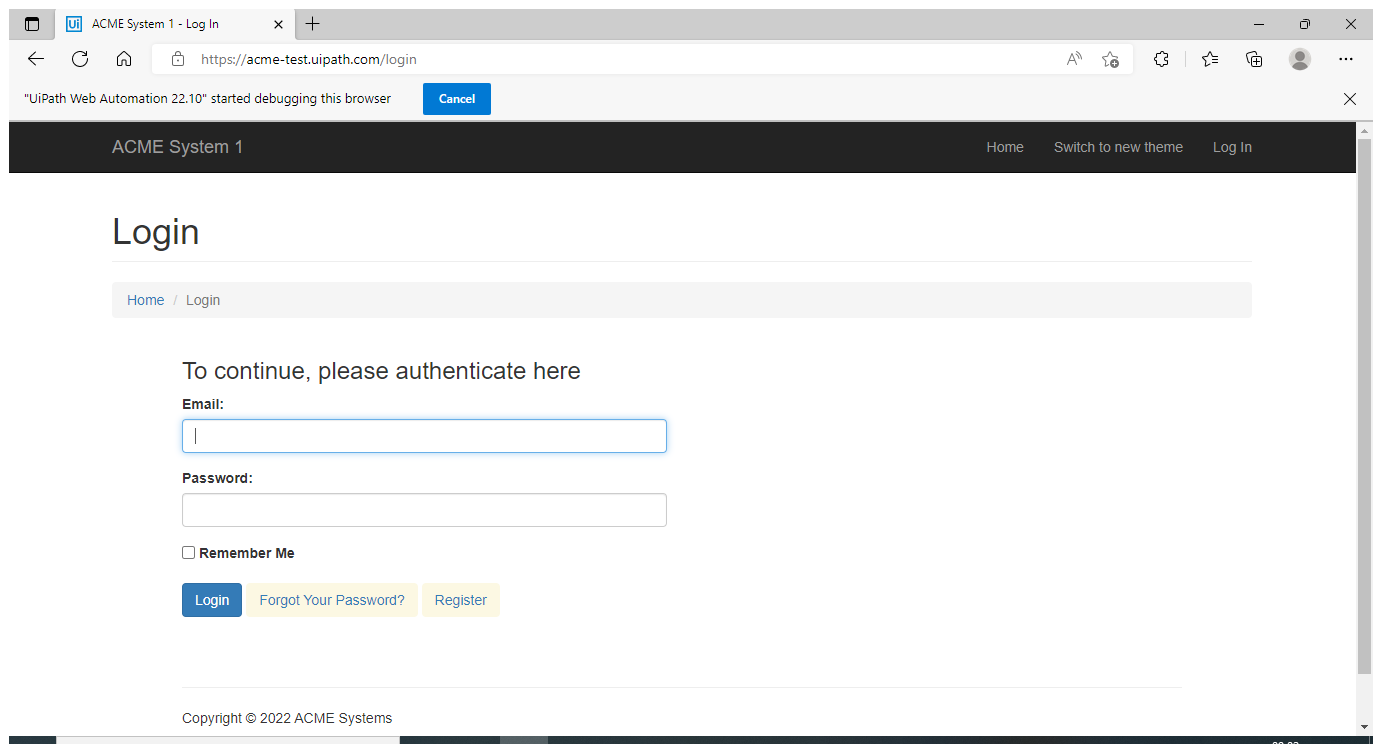 Ui ACME System 1 - Log In
https://acme-test.uipath.com/login
"UiPath Web Automation 22.10" started debugging this browser Cancel
ACME System 1 Home Switch to new theme Log In
Login
Home / Login
To continue, please authenticate here
Email:
Password:
Remember Me
Login Forgot Your Password? Register
Copyright © 2022 ACME Systems